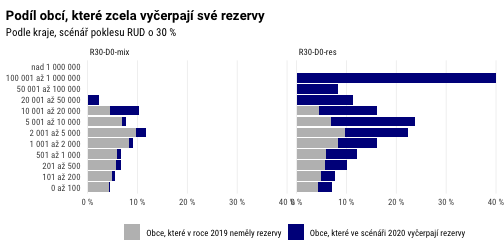 Podíl obcí, které zcela vyčerpají své rezervy
Podle kraje, scénář poklesu RUD o 30 %
R30-D0-mix
R30-D0-res
nad 1 000 000
100 001 až 1 000 000
50 001 až 100 000
20 001 až 50 000
10 001 až 20 000
5 001 až 10 000
2 001 až 5 000
1 001 až 2 000
501 až 1 000
201 až 500
101 až 200
0 až 100
0 %
10 %
20 %
30 %
40 %
0 %
10 %
20 %
30 %
40 %
Obce, které v roce 2019 neměly rezervy
Obce, které ve scénáři 2020 vyčerpají rezervy